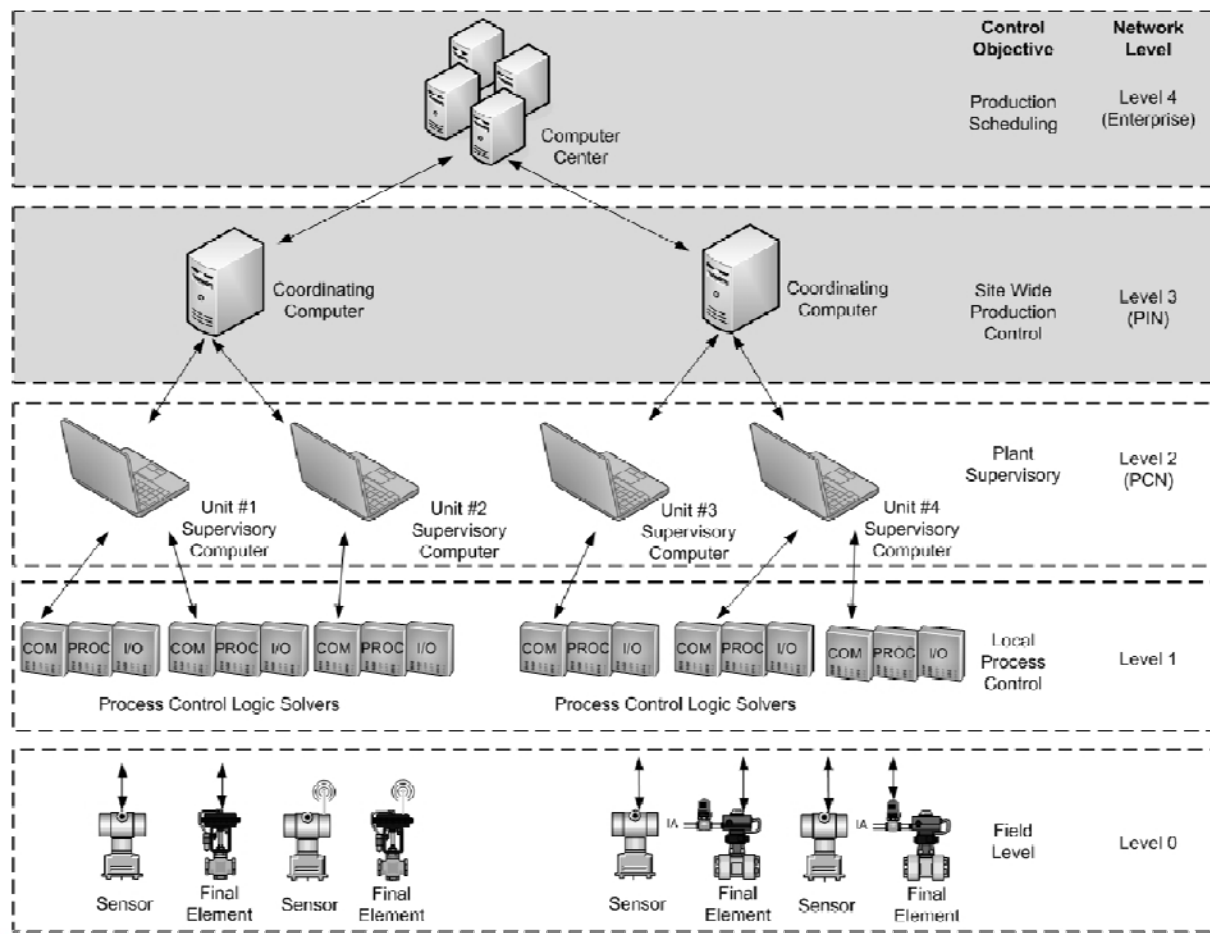 Control
Objective
Network
Level
Production
Scheduling
Level 4
(Enterprise)
Computer
Center
Coordinating
Computer
Coordinating
Computer
Site Wide
Production
Control
Level 3
(PIN)
Plant
Supervisory
Level 2
(PCN)
Unit #1
Supervisory
Computer
Unit #2
Supervisory
Computer
Unit #3
Supervisory
Computer
Unit #4
Supervisory
Computer
COM PROC I/O COM PROC I/O COM PROC I/O COM PROC I/O COM PROC I/O COM PROC I/O
Local
Process
Control
Level 1
Process Control Logic Solvers
Process Control Logic Solvers
IA
IA
Field
Level
Level 0
Sensor
Final
Element
Sensor
Final
Element
Sensor
Final
Element
Sensor
Final
Element